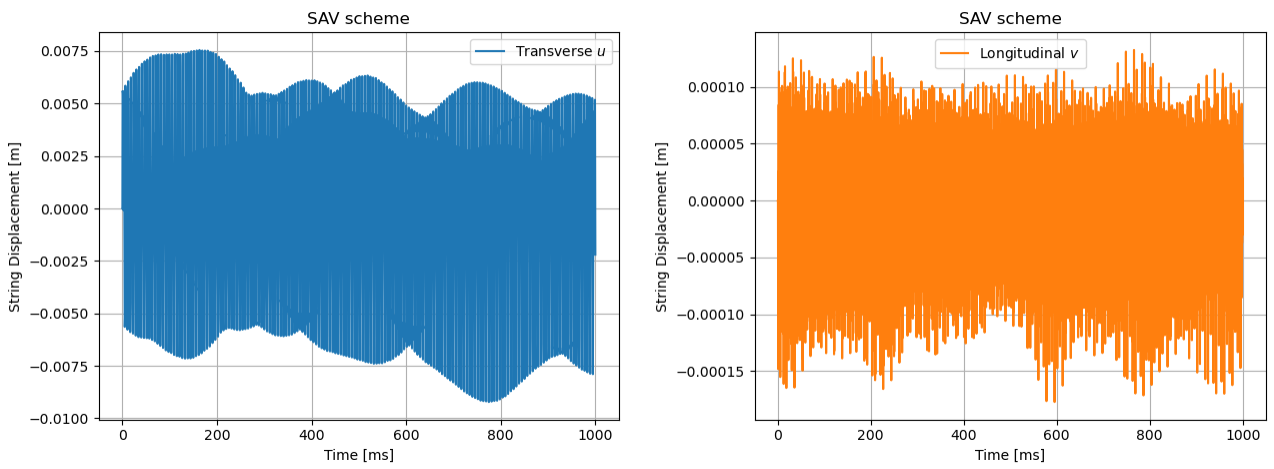 SAV scheme
Transverse u
0.0075
0.0050
0.0025
0.0000
−0.0025
−0.0050
−0.0075
−0.0100
String Displacement [m]
0 200 400 600 800 1000
Time [ms]
SAV scheme
Longitudinal v
0.00010
0.00005
0.00000
−0.00005
−0.00010
−0.00015
String Displacement [m]
0 200 400 600 800 1000
Time [ms]